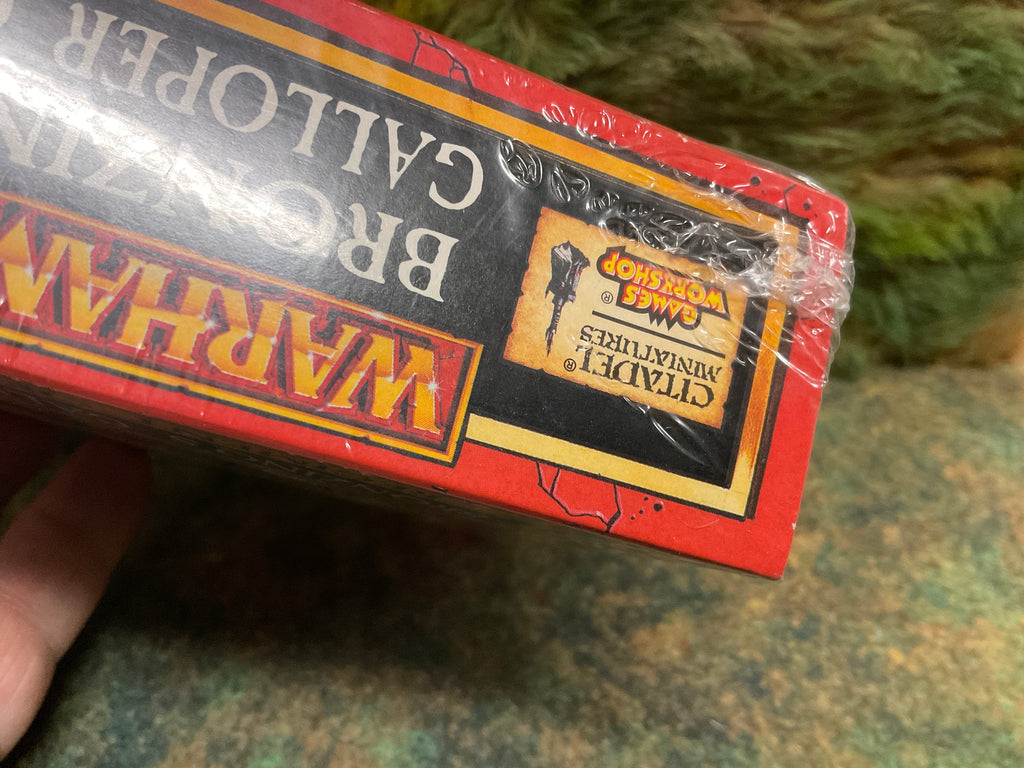 WARHAM
BRONZIN
GALLOPER
CITADEL®
MINIATURES
GAMES
WORKSHOP®